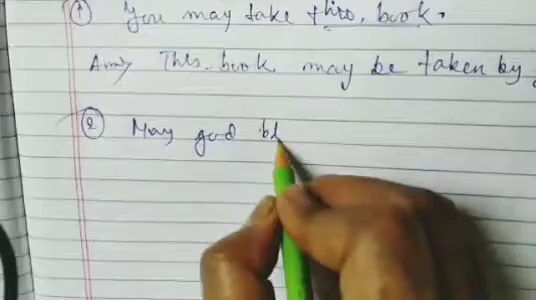 ① You may take this, book.
Ans This book may be taken by
② May god bl